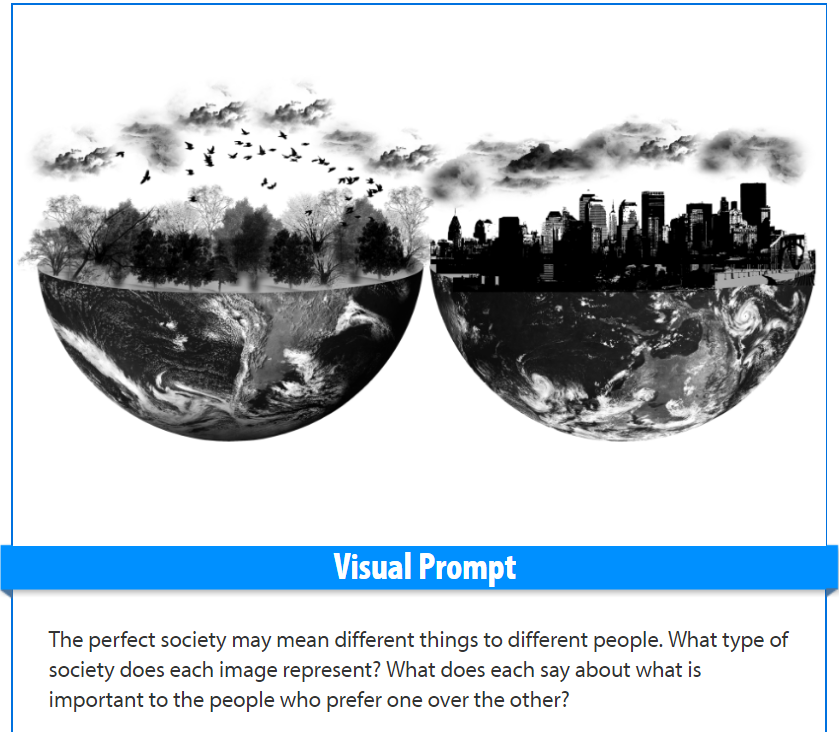 Visual Prompt
The perfect society may mean different things to different people. What type of
society does each image represent? What does each say about what is
important to the people who prefer one over the other?